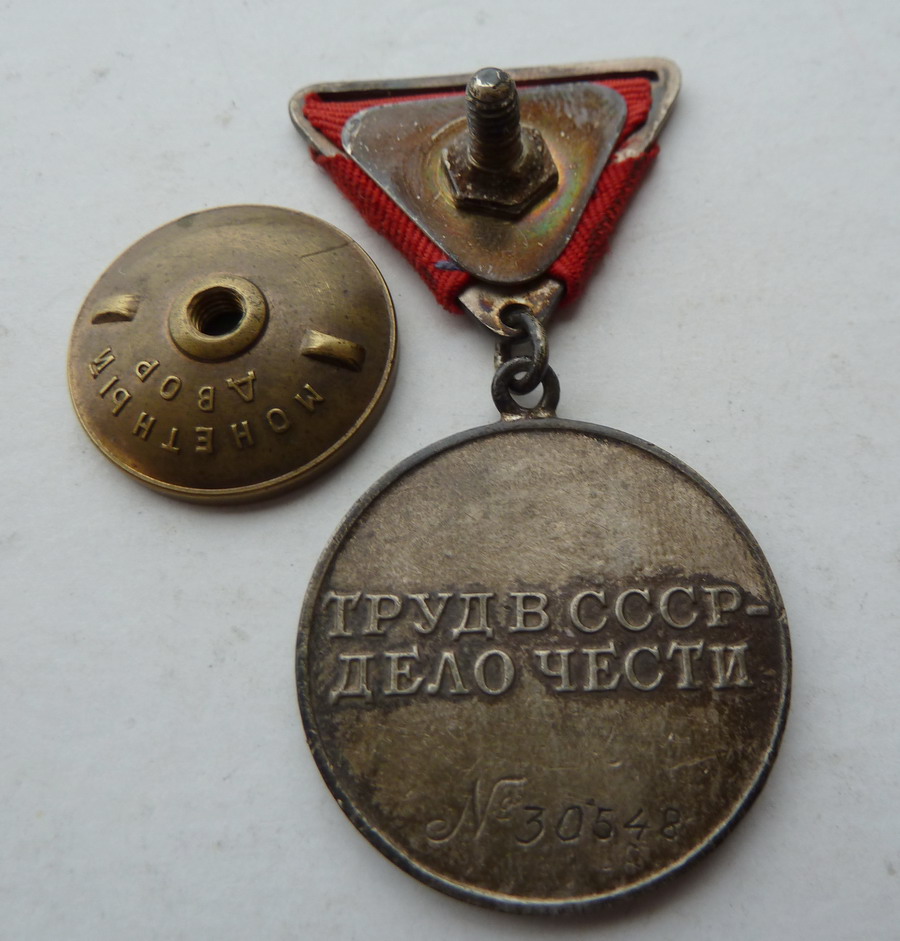 МОНЕТНЫЙ
ДВОР
ТРУД В СССР-
ДЕЛО ЧЕСТИ
№ 30548